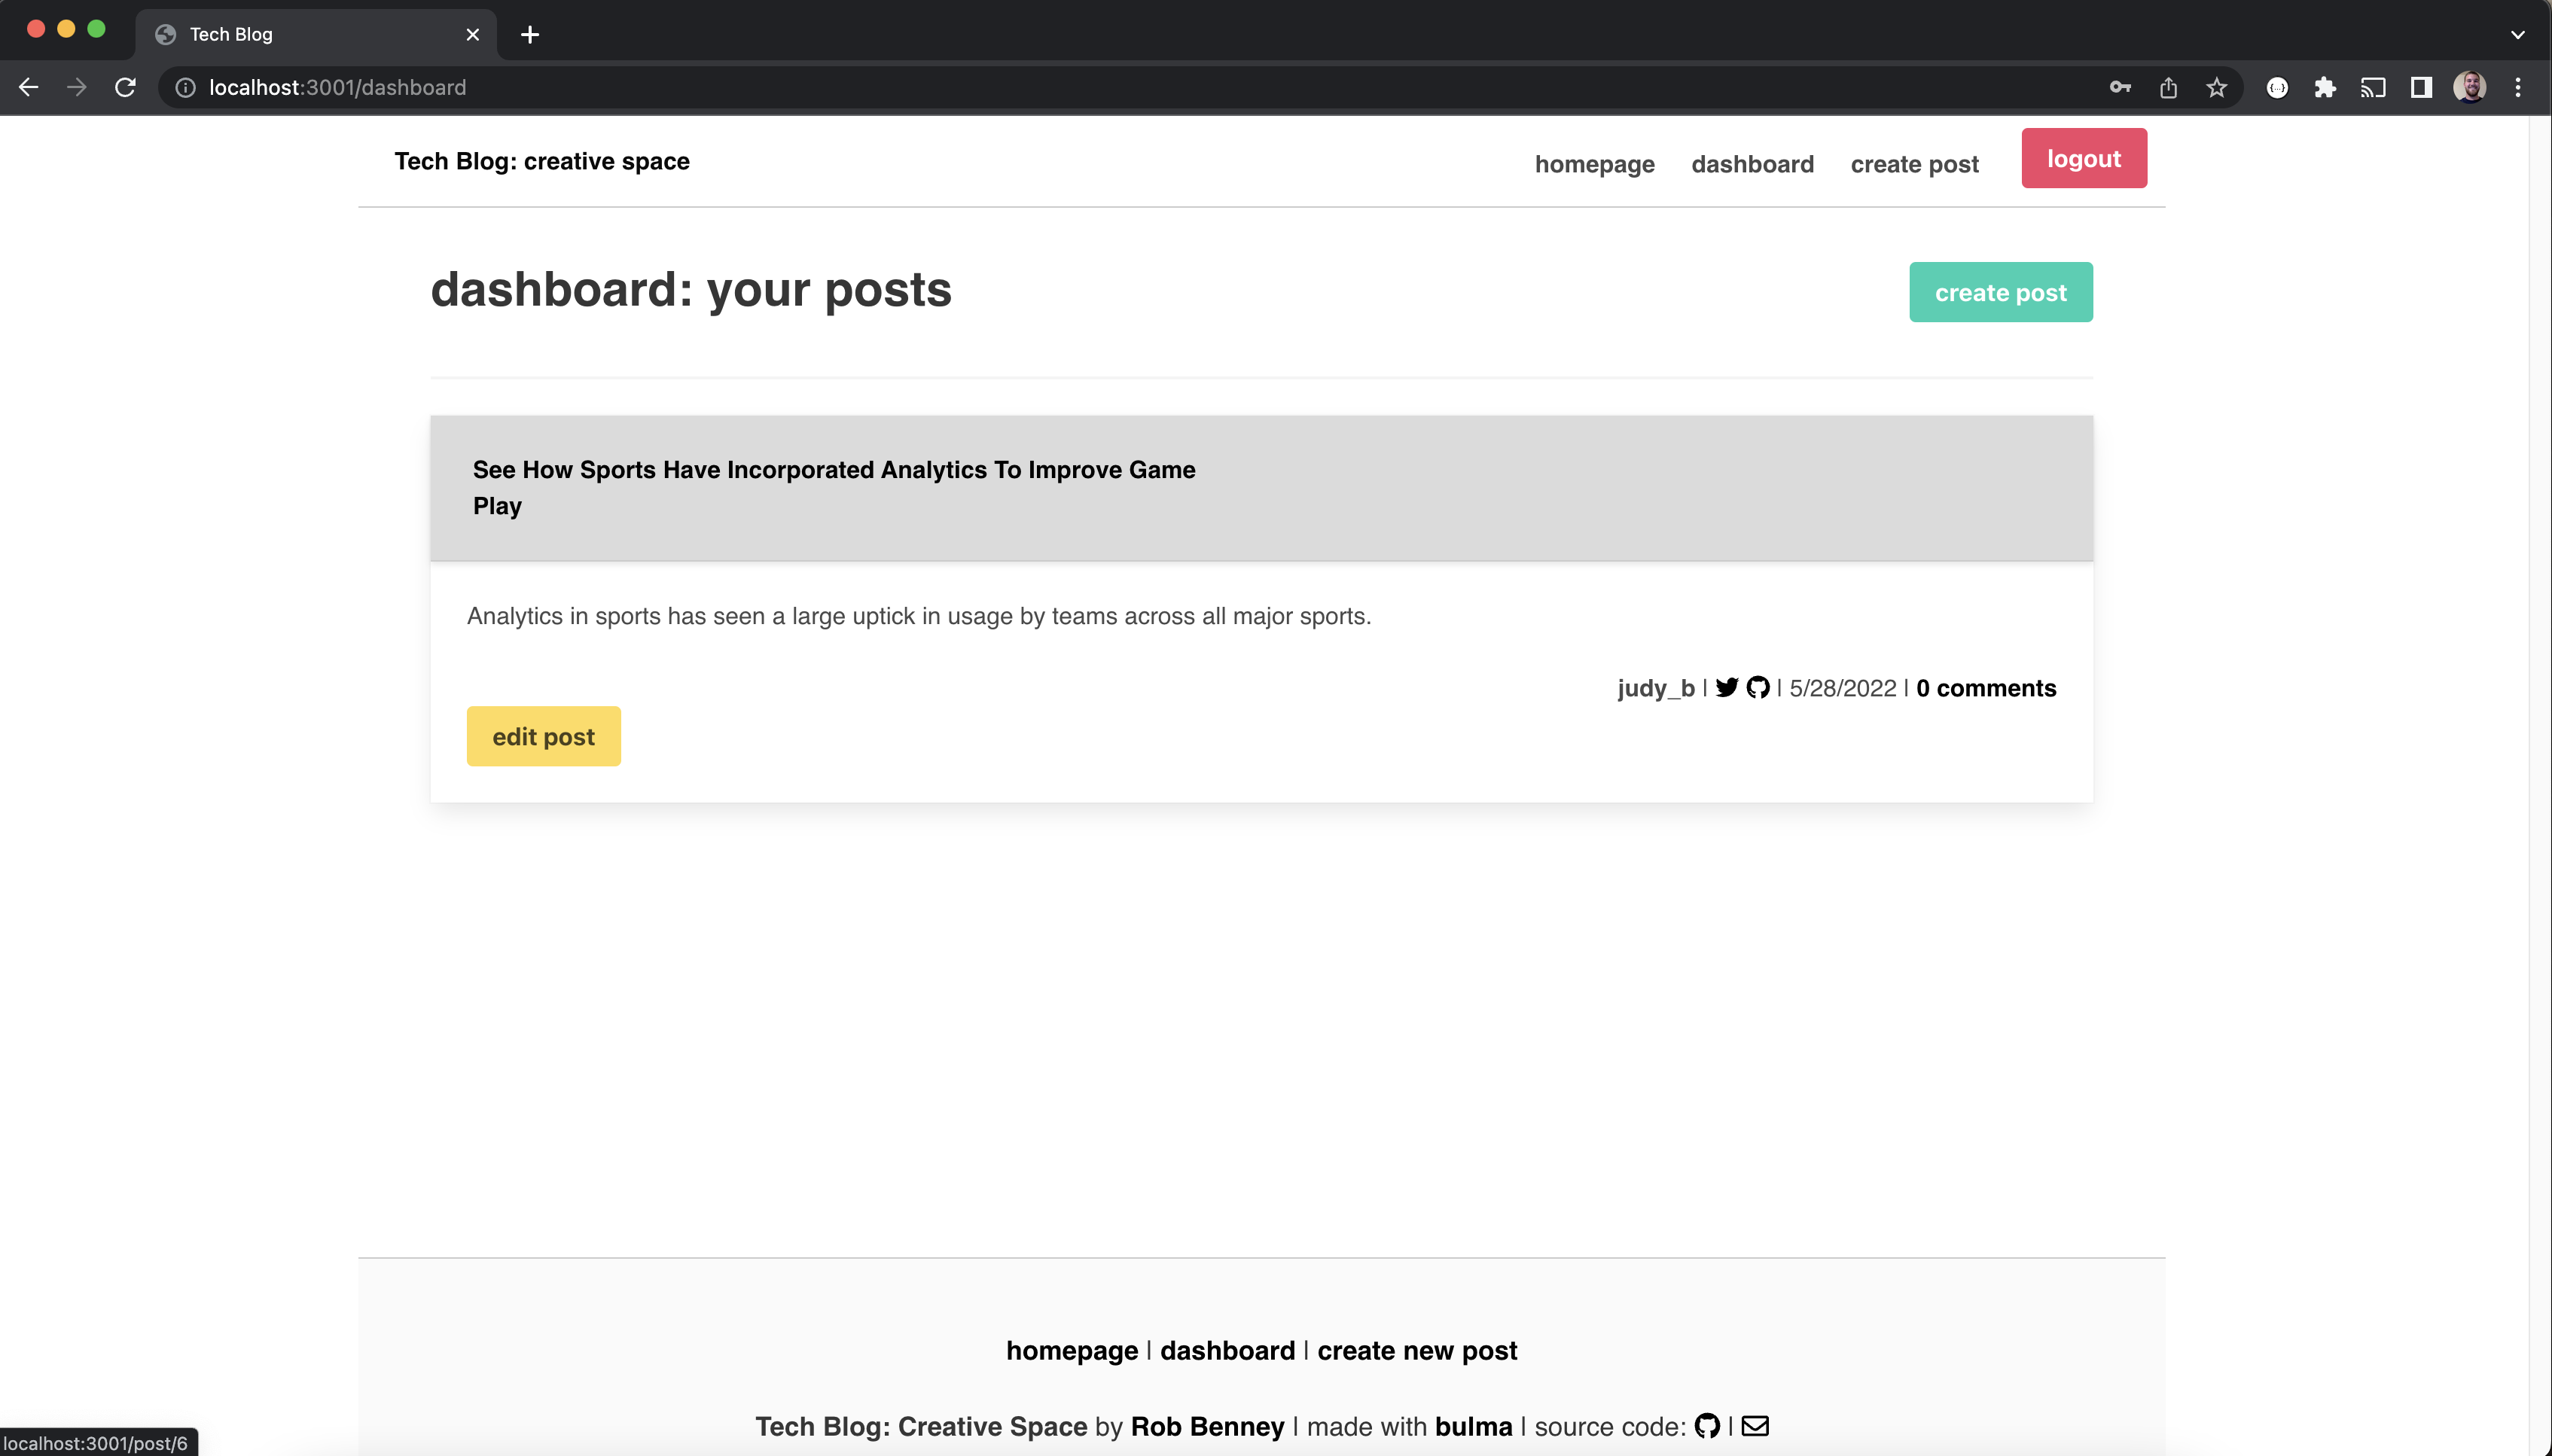 Tech Blog
localhost:3001/dashboard
Tech Blog: creative space
homepage dashboard create post logout
dashboard: your posts
create post
See How Sports Have Incorporated Analytics To Improve Game
Play
Analytics in sports has seen a large uptick in usage by teams across all major sports.
judy_b | | 5/28/2022 | 0 comments
edit post
homepage | dashboard | create new post
Tech Blog: Creative Space by Rob Benney | made with bulma | source code: |
localhost:3001/post/6